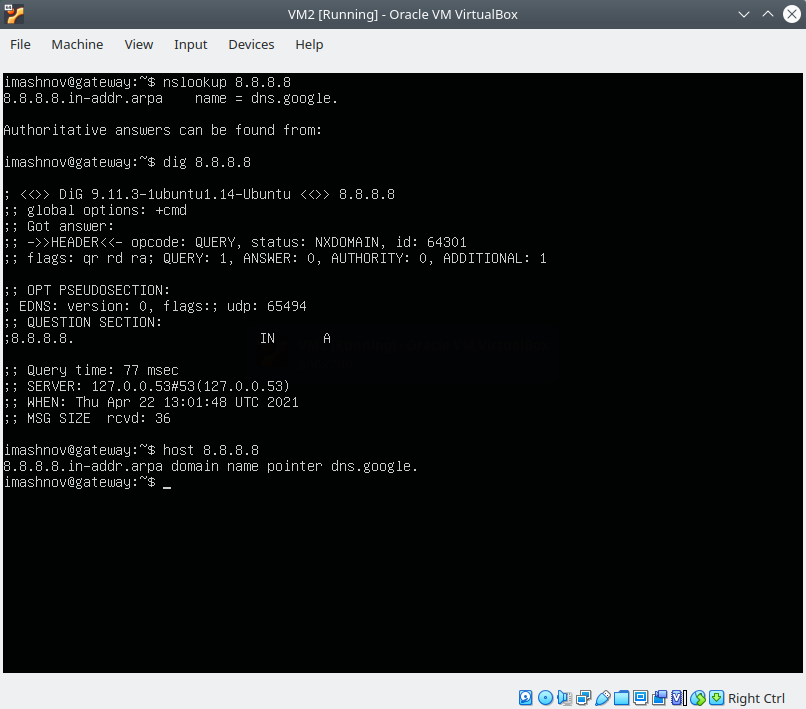 VM2 [Running] - Oracle VM VirtualBox
File Machine View Input Devices Help
imashnov@gateway:~$ nslookup 8.8.8.8
8.8.8.8.in-addr.arpa    name = dns.google.
Authoritative answers can be found from:
imashnov@gateway:~$ dig 8.8.8.8
; <<>> DiG 9.11.3-1ubuntu1.14-Ubuntu <<>> 8.8.8.8
;; global options: +cmd
;; Got answer:
;; ->>HEADER<<- opcode: QUERY, status: NXDOMAIN, id: 64301
;; flags: qr rd ra; QUERY: 1, ANSWER: 0, AUTHORITY: 0, ADDITIONAL: 1
;; OPT PSEUDOSECTION:
; EDNS: version: 0, flags:; udp: 65494
;; QUESTION SECTION:
;8.8.8.8.                       IN      A
;; Query time: 77 msec
;; SERVER: 127.0.0.53#53(127.0.0.53)
;; WHEN: Thu Apr 22 13:01:48 UTC 2021
;; MSG SIZE  rcvd: 36
imashnov@gateway:~$ host 8.8.8.8
8.8.8.8.in-addr.arpa domain name pointer dns.google.
imashnov@gateway:~$ _
Right Ctrl